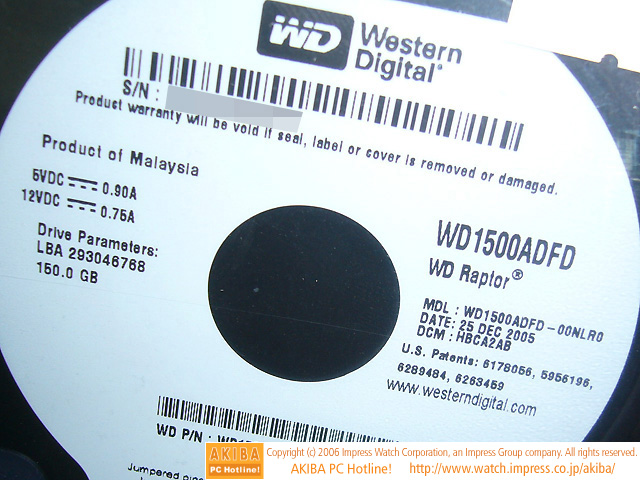 WD Western
Digital®
S/N :
Product warranty will be void if seal, label or cover is removed or damaged.
Product of Malaysia
5VDC 0.90A
12VDC 0.75A
Drive Parameters:
LBA 293046768
150.0 GB
WD1500ADFD
WD Raptor®
MDL : WD1500ADFD-00NLR0
DATE: 25 DEC 2005
DCM : HBCA2AB
U.S. Patents: 6178056, 5956196,
6289484, 6263459
www.westerndigital.com
WD P/N :
Jumpered pins
AKIBA
PC Hotline!
Copyright (c) 2006 Impress Watch Corporation, an Impress Group company. All rights reserved.
AKIBA PC Hotline! http://www.watch.impress.co.jp/akiba/